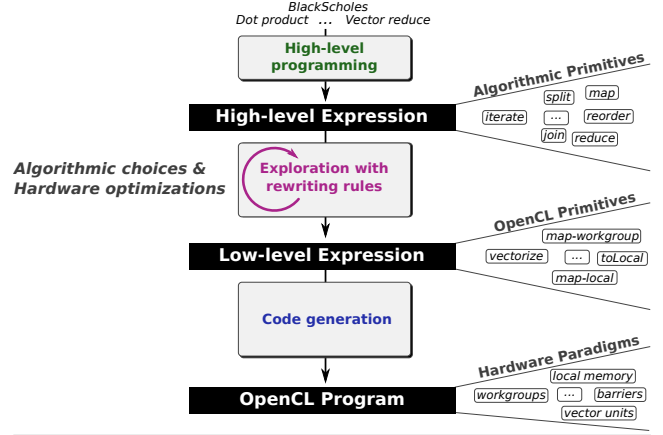 BlackScholes
Dot product ... Vector reduce
High-level
programming
Algorithmic Primitives
split map
High-level Expression
iterate ... reorder
join reduce
Algorithmic choices &
Hardware optimizations
Exploration with
rewriting rules
OpenCL Primitives
map-workgroup
Low-level Expression
vectorize ... toLocal
map-local
Code generation
Hardware Paradigms
local memory
OpenCL Program
workgroups ... barriers
vector units